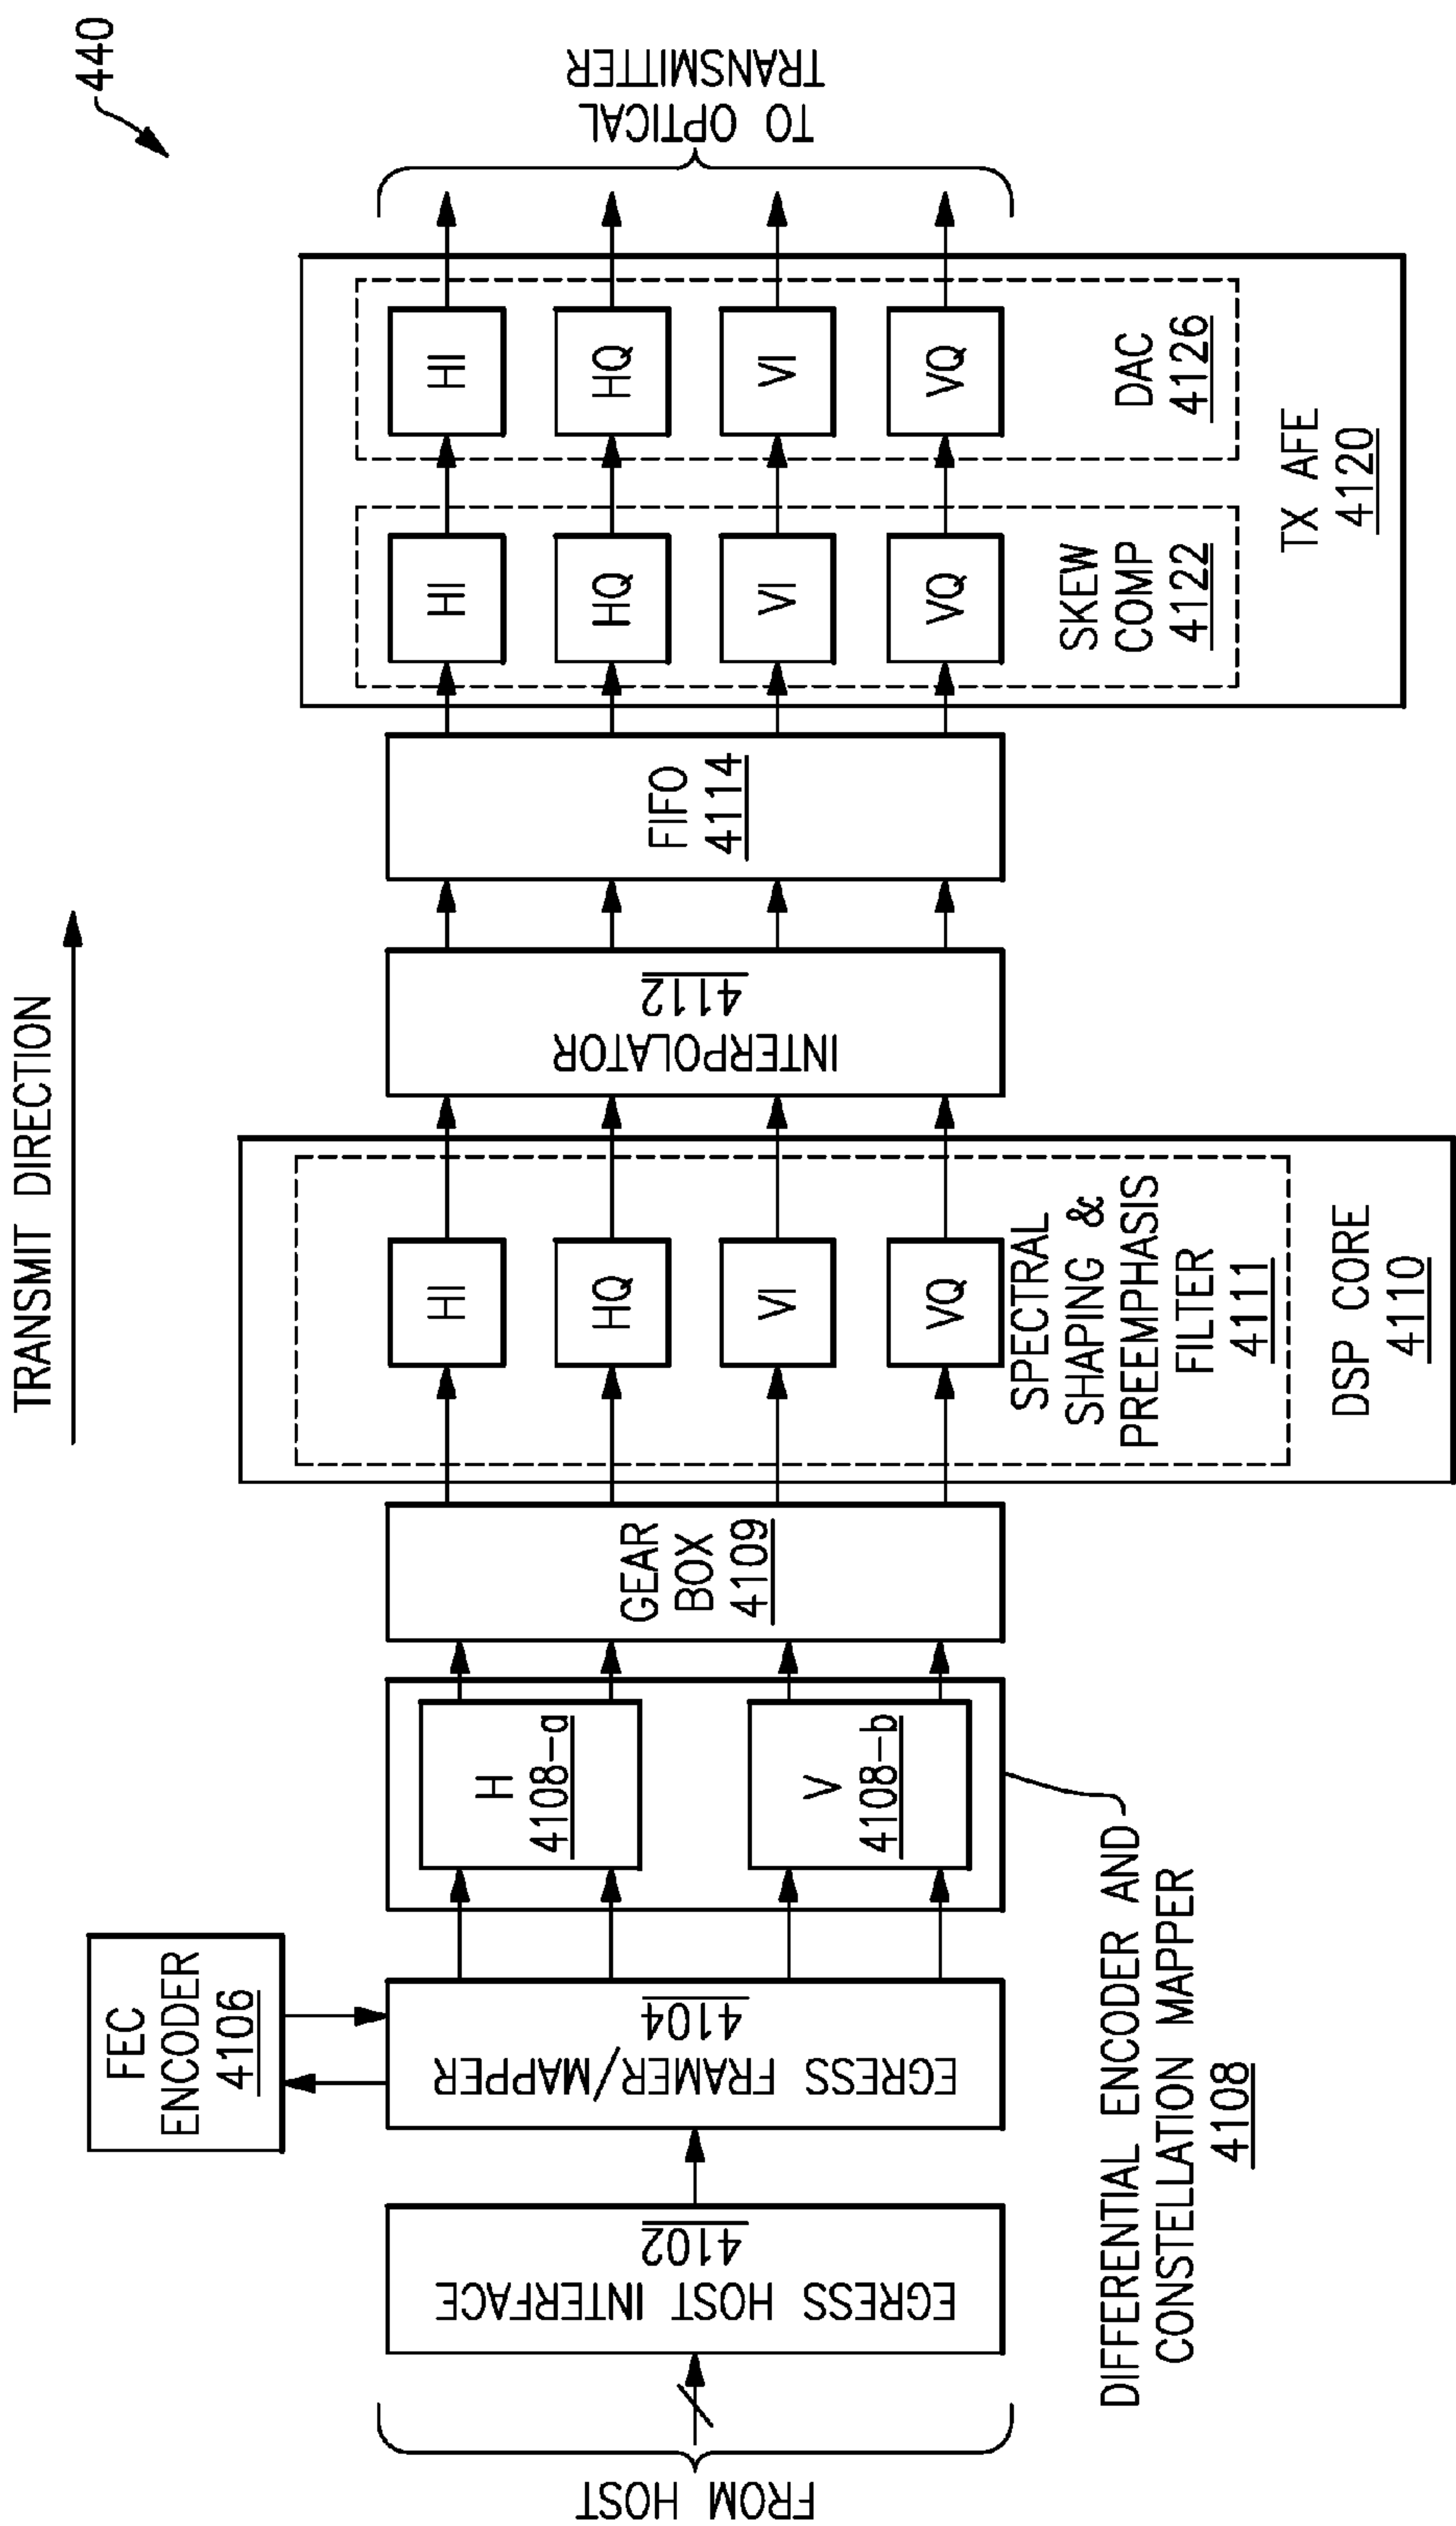 TRANSMIT DIRECTION
440
FROM HOST
EGRESS HOST INTERFACE
4102
EGRESS FRAMER/MAPPER
4104
FEC
ENCODER
4106
H
4108-a
V
4108-b
DIFFERENTIAL ENCODER AND
CONSTELLATION MAPPER
4108
GEAR
BOX
4109
HI
HQ
VI
VQ
SPECTRAL
SHAPING &
PREEMPHASIS
FILTER
4111
DSP CORE
4110
INTERPOLATOR
4112
FIFO
4114
HI
HQ
VI
VQ
SKEW
COMP
4122
HI
HQ
VI
VQ
DAC
4126
TX AFE
4120
TO OPTICAL
TRANSMITTER